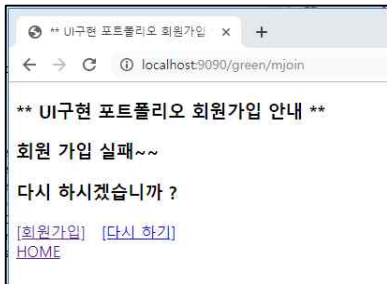 ** UI구현 포트폴리오 회원가입
localhost:9090/green/mjoin
** UI구현 포트폴리오 회원가입 안내 **
회원 가입 실패~~
다시 하시겠습니까 ?
[회원가입] [다시 하기]
HOME